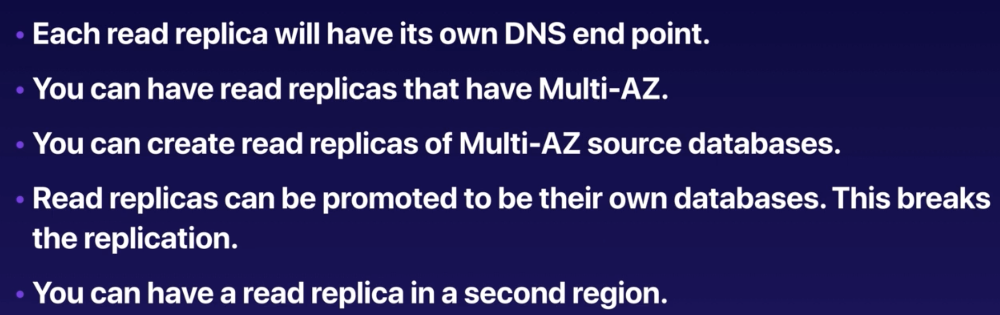 • Each read replica will have its own DNS end point.
• You can have read replicas that have Multi-AZ.
• You can create read replicas of Multi-AZ source databases.
• Read replicas can be promoted to be their own databases. This breaks
the replication.
• You can have a read replica in a second region.